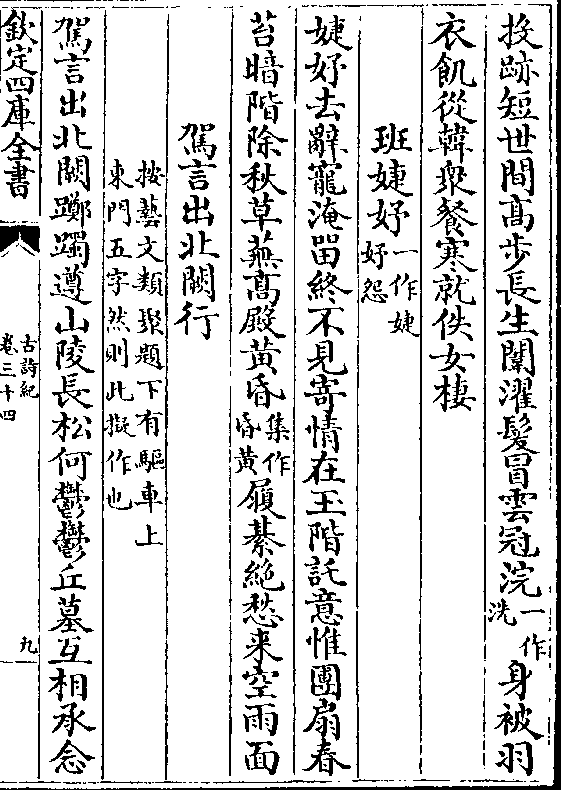 投跡短世間高步長生闈濯髮冒雲冠浣一作洗身被羽
衣飢從韓衆餐寒就佚女棲
班婕妤一作婕妤怨
婕妤去辭寵淹留終不見寄情在玉階託意惟團扇春
苔暗階除秋草蕪高殿黄昏集作昏黄履綦絶愁来空雨面
駕言出北闕行
按藝文類聚題下有驅車上
東門五字然則此擬作也
駕言出北闕躑躅遵山陵長松何鬱鬱丘墓互相承念
欽定四庫全書
古詩紀
卷三十四
九